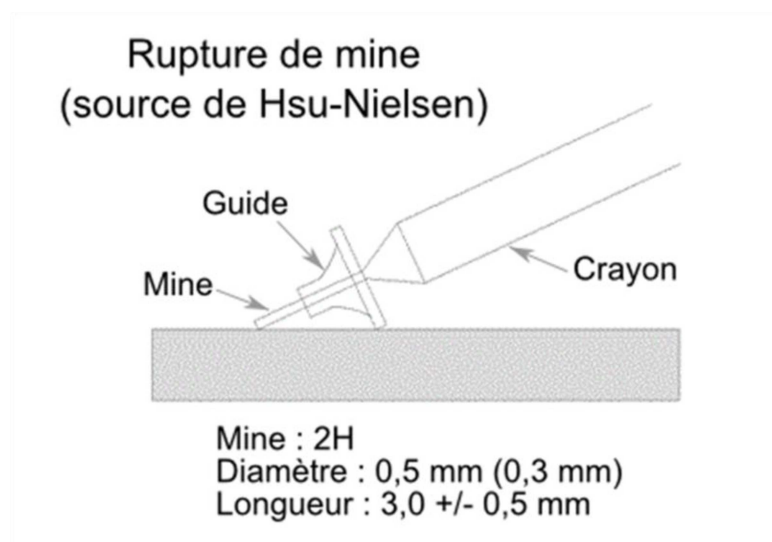 Rupture de mine
(source de Hsu-Nielsen)
Guide
Mine
Crayon
Mine : 2H
Diamètre : 0,5 mm (0,3 mm)
Longueur : 3,0 +/- 0,5 mm